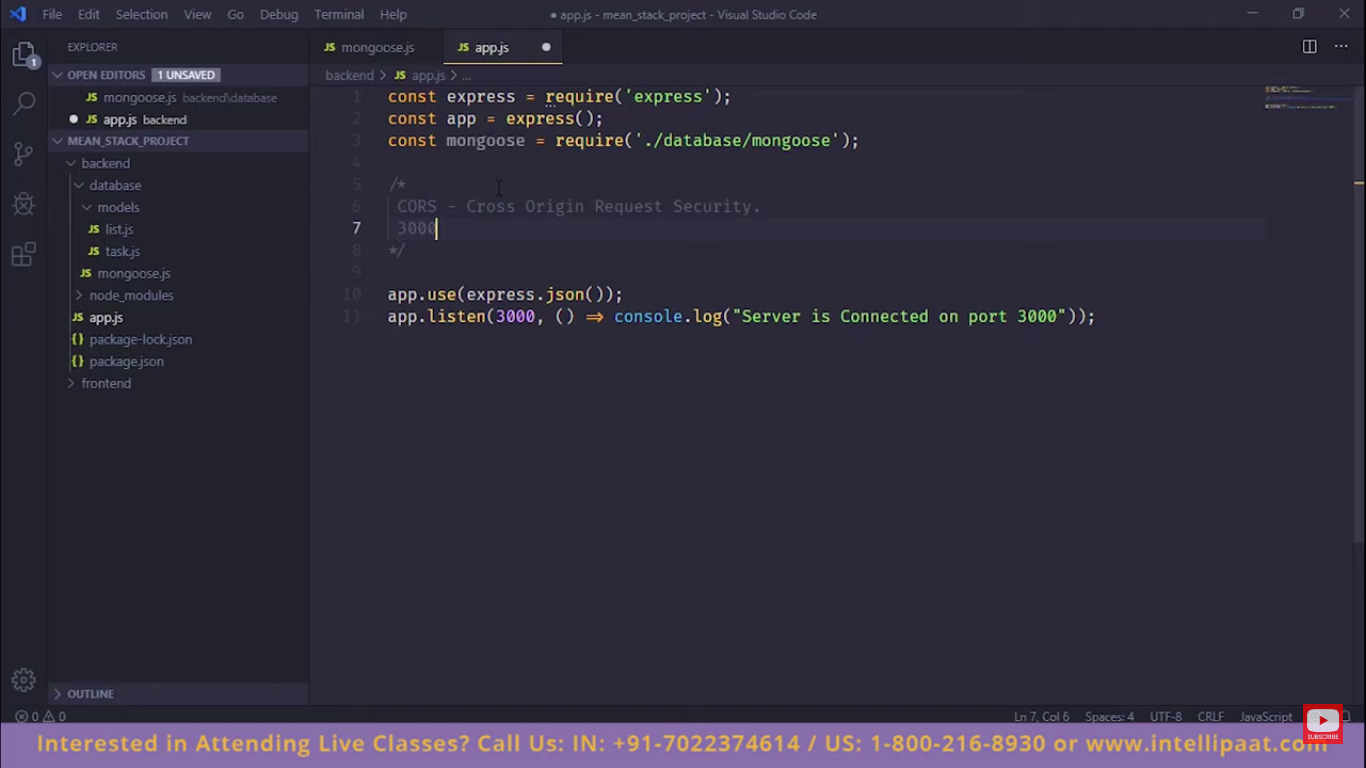 File Edit Selection View Go Debug Terminal Help
● app.js - mean_stack_project - Visual Studio Code
1
EXPLORER
OPEN EDITORS 1 UNSAVED
JS mongoose.js backend\database
● JS app.js backend
MEAN_STACK_PROJECT
backend
database
models
JS list.js
JS task.js
JS mongoose.js
node_modules
JS app.js
{} package-lock.json
{} package.json
frontend
OUTLINE
JS mongoose.js JS app.js ●
backend > JS app.js > ...
1 const express = require('express');
2 const app = express();
3 const mongoose = require('./database/mongoose');
4
5 /*
6 CORS - Cross Origin Request Security.
7 3000
8 */
9
10 app.use(express.json());
11 app.listen(3000, () => console.log("Server is Connected on port 3000"));
0 0 Ln 7, Col 6 Spaces: 4 UTF-8 CRLF JavaScript
SUBSCRIBE
Interested in Attending Live Classes? Call Us: IN: +91-7022374614 / US: 1-800-216-8930 or www.intellipaat.com